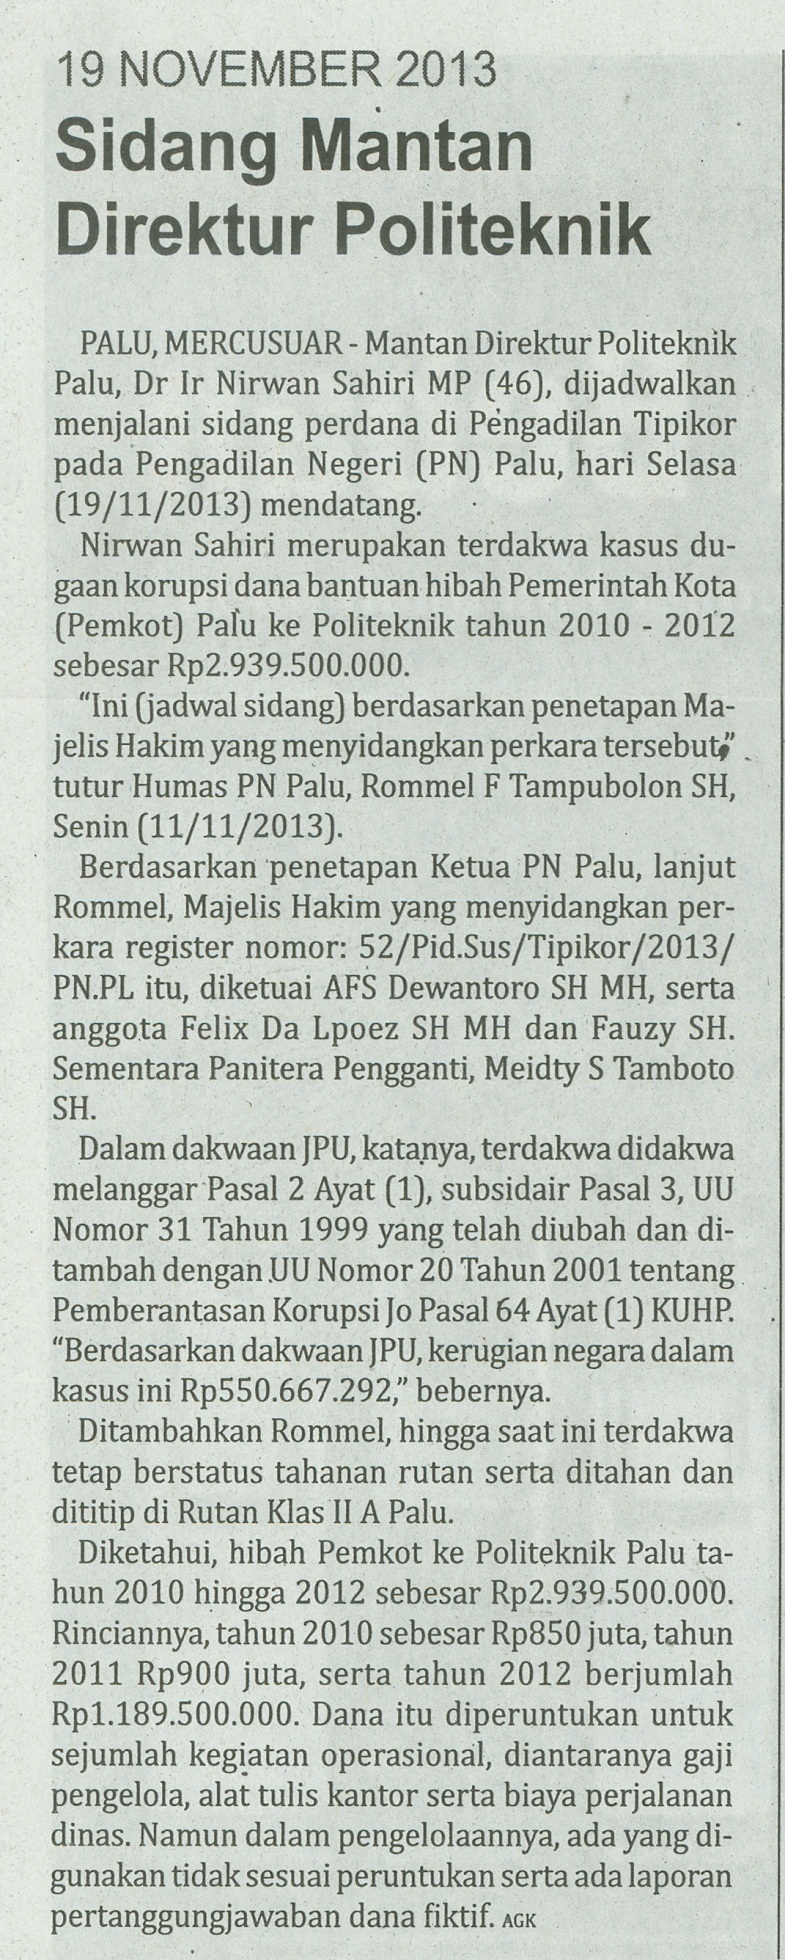 19 NOVEMBER 2013
Sidang Mantan
Direktur Politeknik
PALU, MERCUSUAR - Mantan Direktur Politeknik
Palu, Dr Ir Nirwan Sahiri MP (46), dijadwalkan
menjalani sidang perdana di Pengadilan Tipikor
pada Pengadilan Negeri (PN) Palu, hari Selasa
(19/11/2013) mendatang.
Nirwan Sahiri merupakan terdakwa kasus du-
gaan korupsi dana bantuan hibah Pemerintah Kota
(Pemkot) Palu ke Politeknik tahun 2010 - 2012
sebesar Rp2.939.500.000.
“Ini (jadwal sidang) berdasarkan penetapan Ma-
jelis Hakim yang menyidangkan perkara tersebut,”
tutur Humas PN Palu, Rommel F Tampubolon SH,
Senin (11/11/2013).
Berdasarkan penetapan Ketua PN Palu, lanjut
Rommel, Majelis Hakim yang menyidangkan per-
kara register nomor: 52/Pid.Sus/Tipikor/2013/
PN.PL itu, diketuai AFS Dewantoro SH MH, serta
anggota Felix Da Lpoez SH MH dan Fauzy SH.
Sementara Panitera Pengganti, Meidty S Tamboto
SH.
Dalam dakwaan JPU, katanya, terdakwa didakwa
melanggar Pasal 2 Ayat (1), subsidair Pasal 3, UU
Nomor 31 Tahun 1999 yang telah diubah dan di-
tambah dengan UU Nomor 20 Tahun 2001 tentang
Pemberantasan Korupsi Jo Pasal 64 Ayat (1) KUHP.
“Berdasarkan dakwaan JPU, kerugian negara dalam
kasus ini Rp550.667.292,” bebernya.
Ditambahkan Rommel, hingga saat ini terdakwa
tetap berstatus tahanan rutan serta ditahan dan
dititip di Rutan Klas II A Palu.
Diketahui, hibah Pemkot ke Politeknik Palu ta-
hun 2010 hingga 2012 sebesar Rp2.939.500.000.
Rinciannya, tahun 2010 sebesar Rp850 juta, tahun
2011 Rp900 juta, serta tahun 2012 berjumlah
Rp1.189.500.000. Dana itu diperuntukan untuk
sejumlah kegiatan operasional, diantaranya gaji
pengelola, alat tulis kantor serta biaya perjalanan
dinas. Namun dalam pengelolaannya, ada yang di-
gunakan tidak sesuai peruntukan serta ada laporan
pertanggungjawaban dana fiktif. AGK